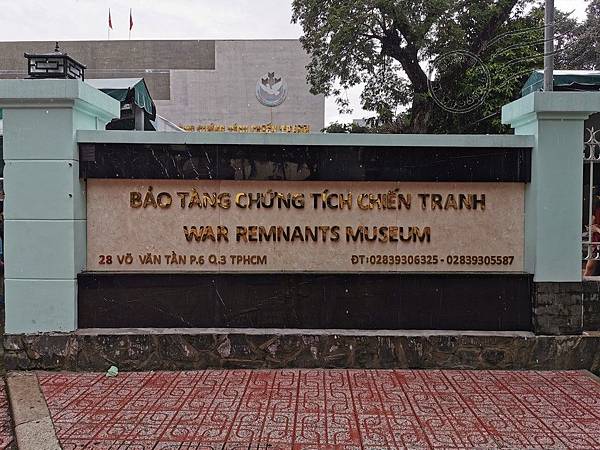 BẢO TÀNG CHỨNG TÍCH CHIẾN TRANH
WAR REMNANTS MUSEUM
28 VÕ VĂN TẦN P.6 Q.3 TPHCM ĐT:02839306325 - 02839305587